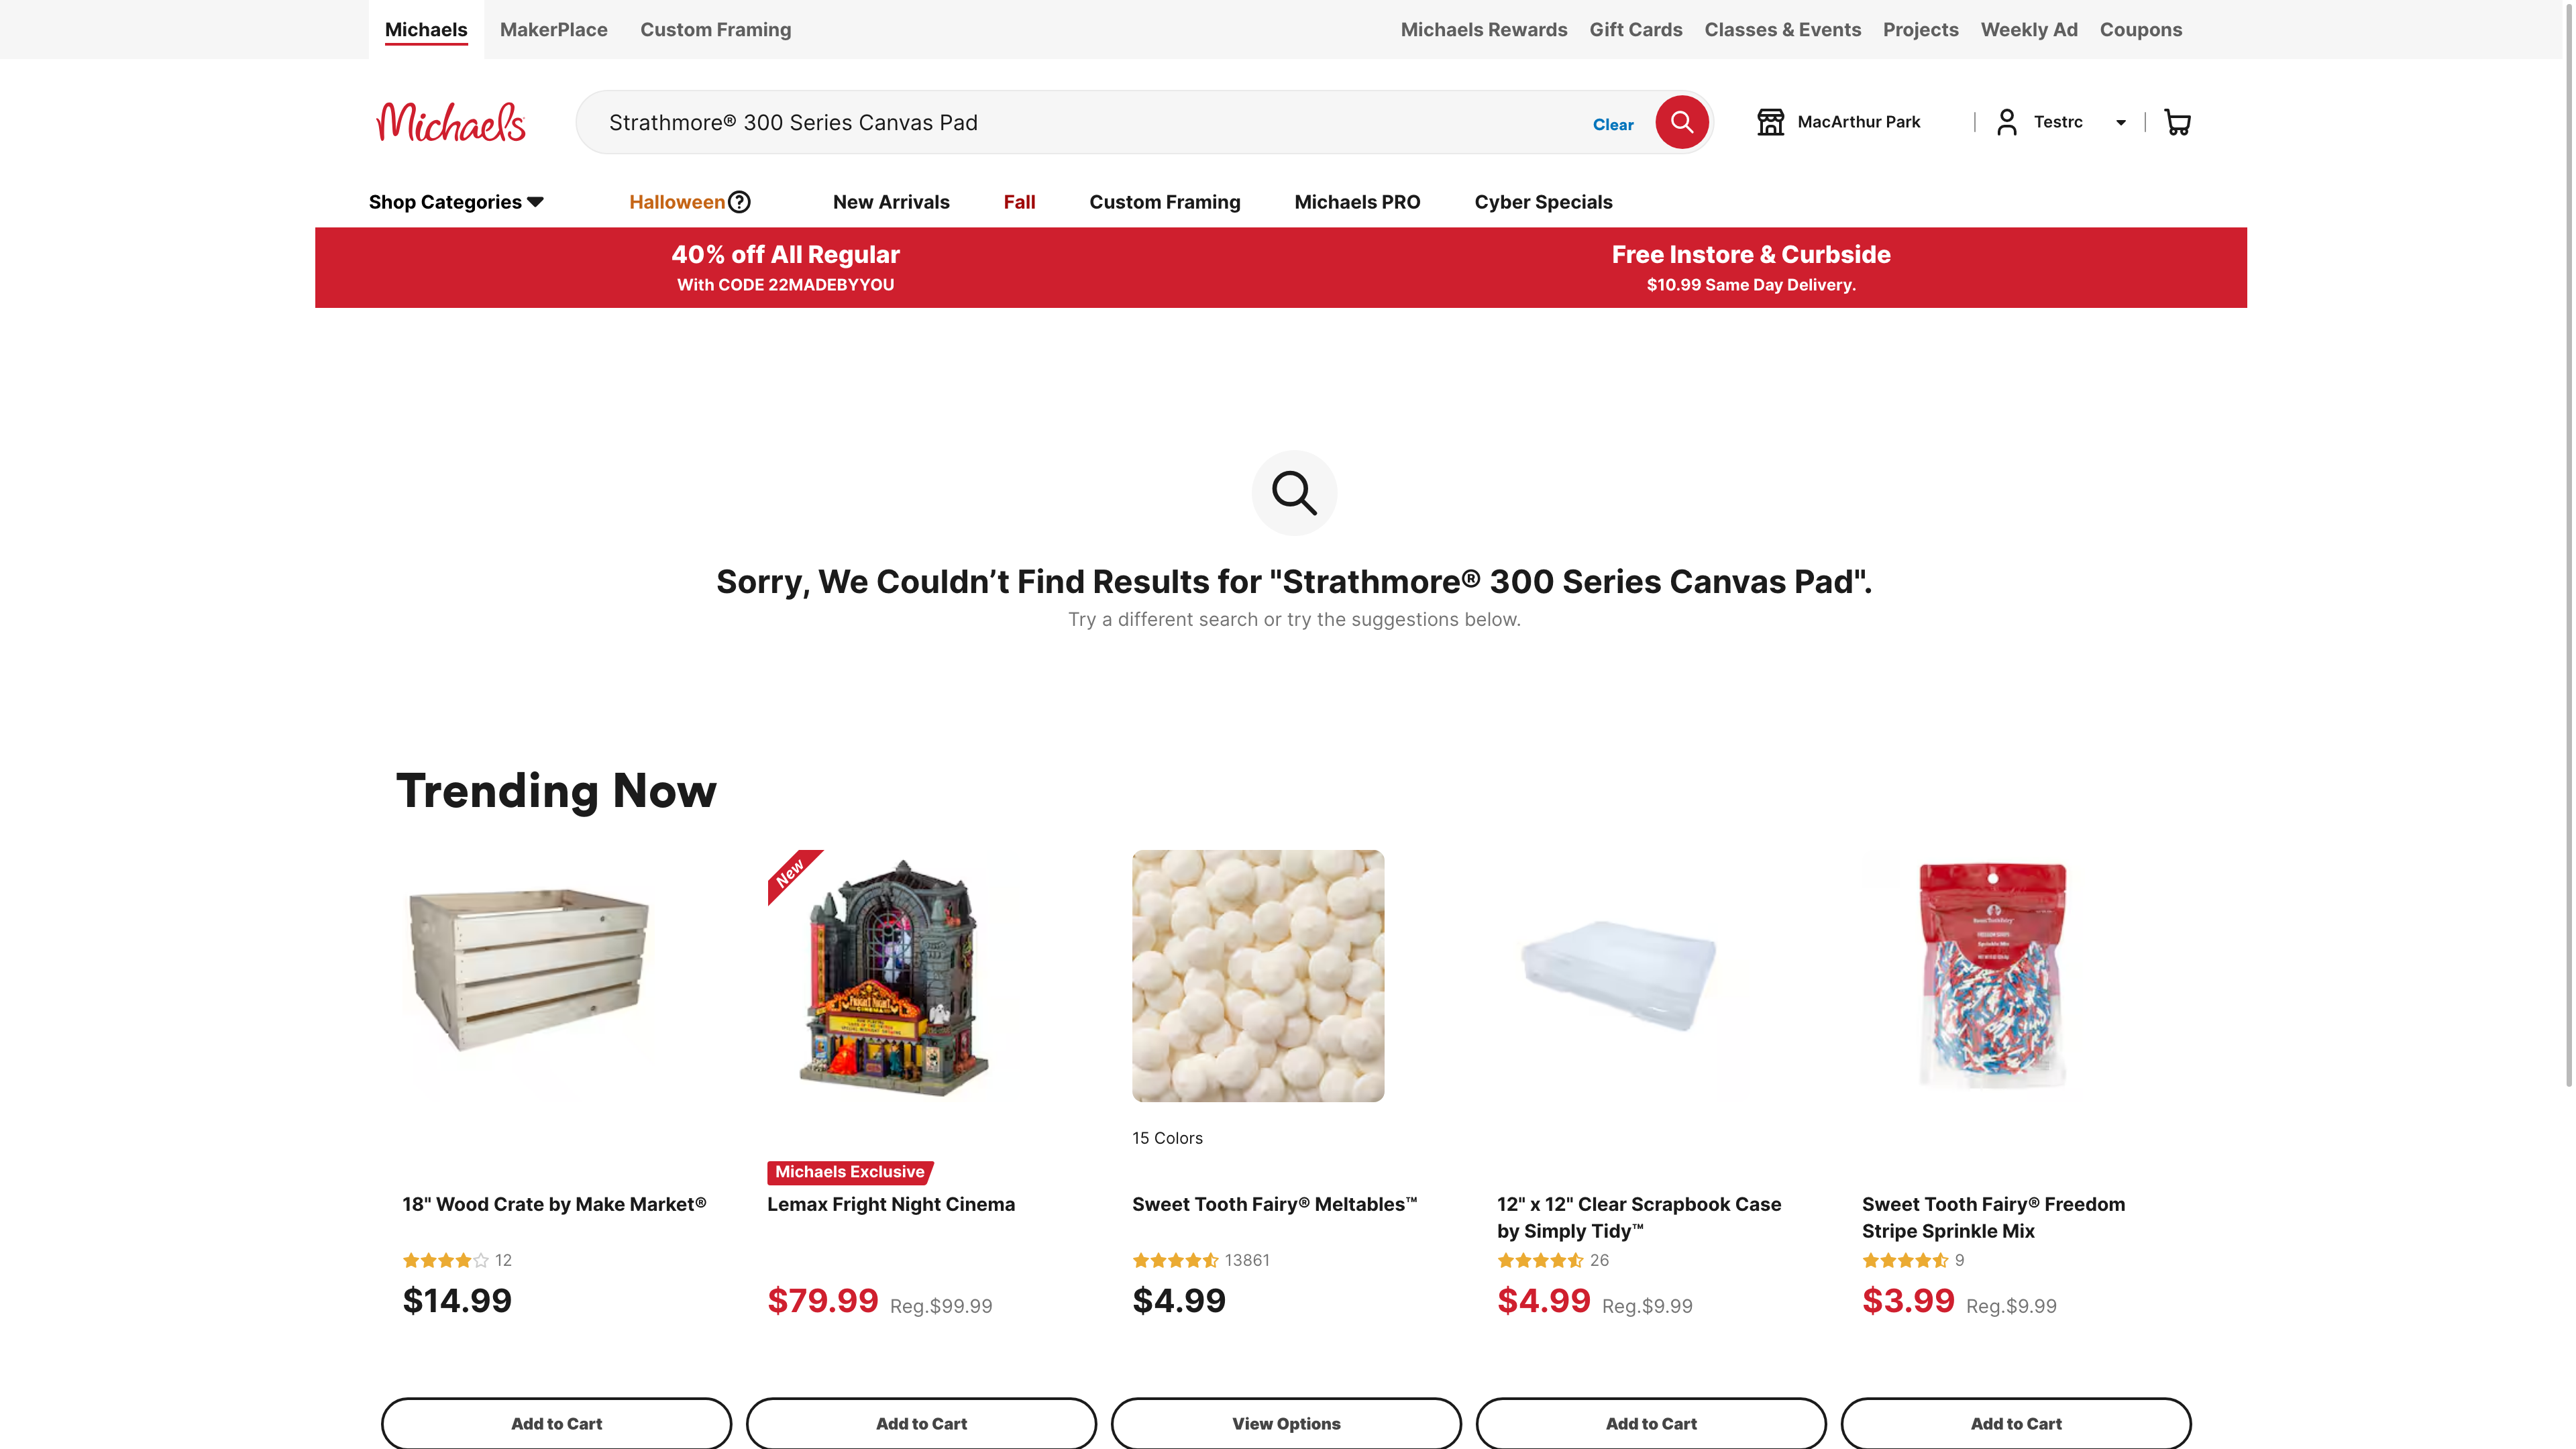 Michaels
MakerPlace
Custom Framing
Michaels Rewards
Gift Cards
Classes & Events
Projects
Weekly Ad
Coupons
Michaels
Strathmore® 300 Series Canvas Pad
Clear
MacArthur Park
Testrc
Shop Categories
Halloween
New Arrivals
Fall
Custom Framing
Michaels PRO
Cyber Specials
40% off All Regular
With CODE 22MADEBYYOU
Free Instore & Curbside
$10.99 Same Day Delivery.
Sorry, We Couldn’t Find Results for "Strathmore® 300 Series Canvas Pad".
Try a different search or try the suggestions below.
Trending Now
18" Wood Crate by Make Market®
12
$14.99
Add to Cart
New
Michaels Exclusive
Lemax Fright Night Cinema
$79.99 Reg.$99.99
Add to Cart
15 Colors
Sweet Tooth Fairy® Meltables™
13861
$4.99
View Options
12" x 12" Clear Scrapbook Case
by Simply Tidy™
26
$4.99 Reg.$9.99
Add to Cart
Sweet Tooth Fairy® Freedom
Stripe Sprinkle Mix
9
$3.99 Reg.$9.99
Add to Cart